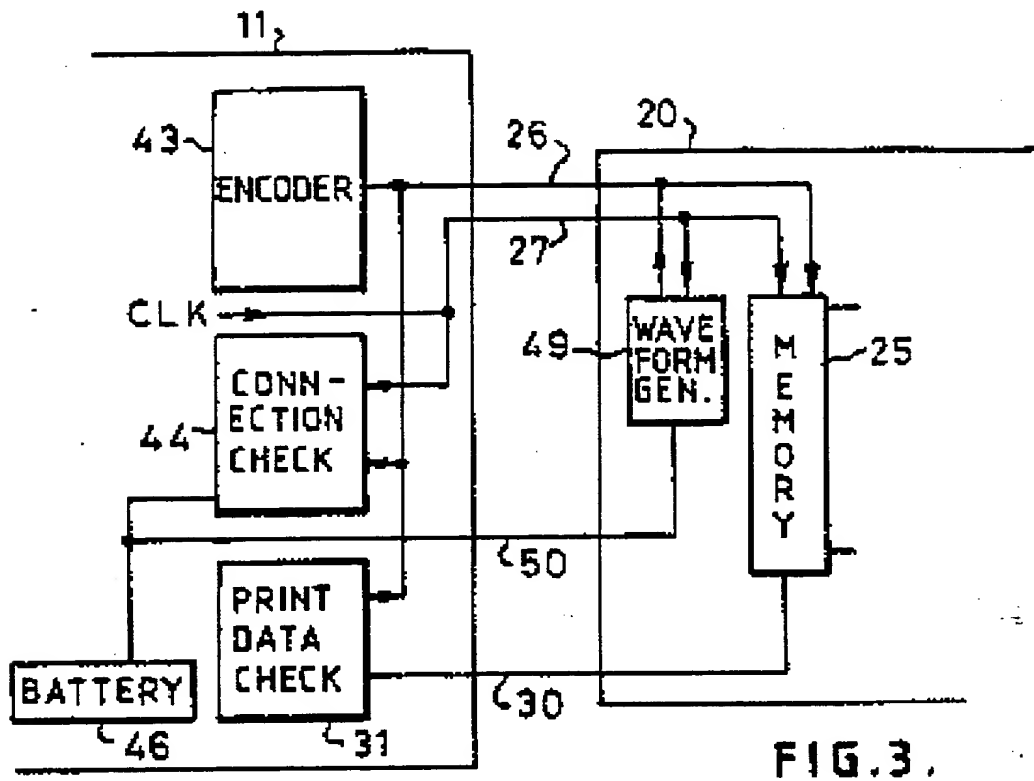 11
43
ENCODER
26
20
27
CLK
49
WAVE
FORM
GEN.
MEMORY
25
44
CONN-
ECTION
CHECK
50
PRINT
DATA
CHECK
BATTERY
46
31
30
FIG.3.